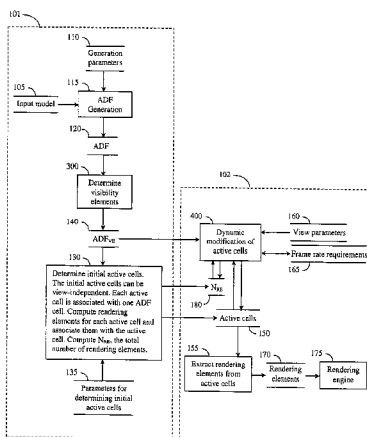 101
110
Generation
parameters
105
115
Input model
ADF
Generation
120
ADF
300
Determine
visibility
elements
140
ADF_VE
130
Determine initial active cells.
The initial active cells can be
view-independent. Each active
cell is associated with one ADF
cell. Compute rendering
elements for each active cell and
associate them with the active
cell. Compute N_RE, the total
number of rendering elements.
135
Parameters for
determining initial
active cells
102
400
Dynamic
modification of
active cells
160
View parameters
Frame rate requirements
165
N_RE
180
Active cells
150
155
Extract rendering
elements from
active cells
170
Rendering
elements
175
Rendering
engine